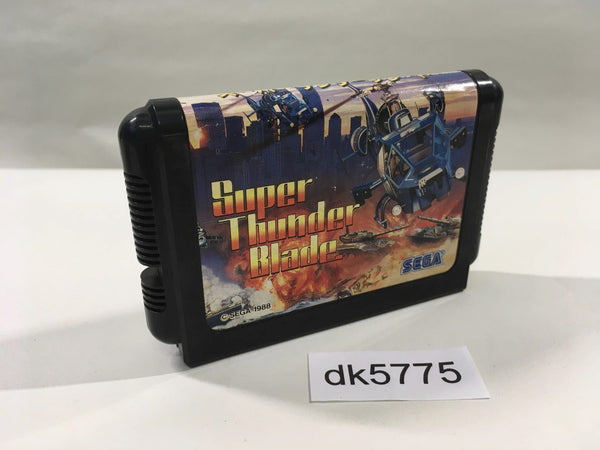 Super
Thunder
Blade
SEGA
© SEGA 1988
dk5775